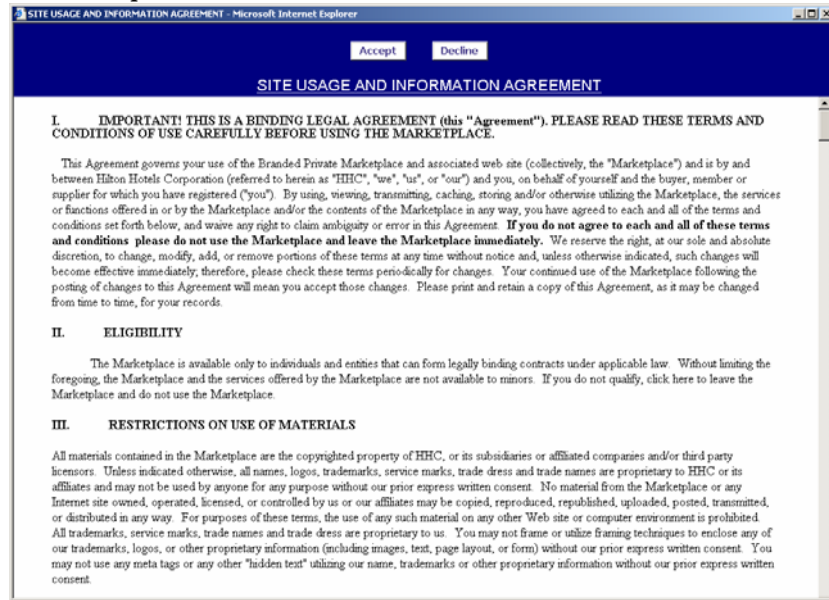 SITE USAGE AND INFORMATION AGREEMENT - Microsoft Internet Explorer
Accept Decline
SITE USAGE AND INFORMATION AGREEMENT
I. IMPORTANT! THIS IS A BINDING LEGAL AGREEMENT (this "Agreement"). PLEASE READ THESE TERMS AND
CONDITIONS OF USE CAREFULLY BEFORE USING THE MARKETPLACE.
This Agreement governs your use of the Branded Private Marketplace and associated web site (collectively, the "Marketplace") and is by and
between Hilton Hotels Corporation (referred to herein as "HHC", "we", "us", or "our") and you, on behalf of yourself and the buyer, member or
supplier for which you have registered ("you"). By using, viewing, transmitting, caching, storing and/or otherwise utilizing the Marketplace, the services
or functions offered in or by the Marketplace and/or the contents of the Marketplace in any way, you have agreed to each and all of the terms and
conditions set forth below, and waive any right to claim ambiguity or error in this Agreement. If you do not agree to each and all of these terms
and conditions please do not use the Marketplace and leave the Marketplace immediately. We reserve the right, at our sole and absolute
discretion, to change, modify, add, or remove portions of these terms at any time without notice and, unless otherwise indicated, such changes will
become effective immediately; therefore, please check these terms periodically for changes. Your continued use of the Marketplace following the
posting of changes to this Agreement will mean you accept those changes. Please print and retain a copy of this Agreement, as it may be changed
from time to time, for your records.
II. ELIGIBILITY
The Marketplace is available only to individuals and entities that can form legally binding contracts under applicable law. Without limiting the
foregoing, the Marketplace and the services offered by the Marketplace are not available to minors. If you do not qualify, click here to leave the
Marketplace and do not use the Marketplace.
III. RESTRICTIONS ON USE OF MATERIALS
All materials contained in the Marketplace are the copyrighted property of HHC, or its subsidiaries or affiliated companies and/or third party
licensors. Unless indicated otherwise, all names, logos, trademarks, service marks, trade dress and trade names are proprietary to HHC or its
affiliates and may not be used by anyone for any purpose without our prior express written consent. No material from the Marketplace or any
Internet site owned, operated, licensed, or controlled by us or our affiliates may be copied, reproduced, republished, uploaded, posted, transmitted,
or distributed in any way. For purposes of these terms, the use of any such material on any other Web site or computer environment is prohibited.
All trademarks, service marks, trade names and trade dress are proprietary to us. You may not frame or utilize framing techniques to enclose any of
our trademarks, logos, or other proprietary information (including images, text, page layout, or form) without our prior express written consent. You
may not use any meta tags or any other "hidden text" utilizing our name, trademarks or other proprietary information without our prior express written
consent.